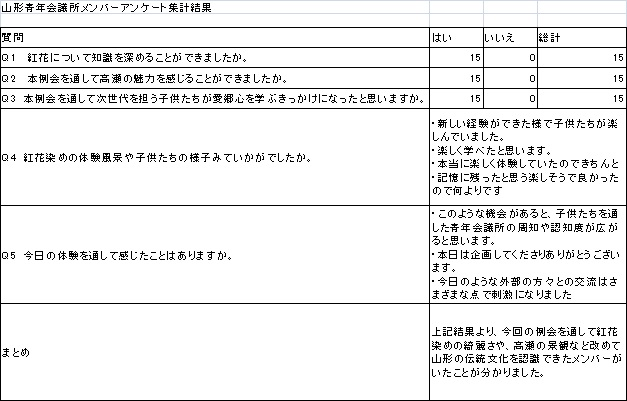 山形青年会議所メンバーアンケート集計結果
質問 はい いいえ 総計
Q1 紅花について知識を深めることができましたか。 15 0 15
Q2 本例会を通して高瀬の魅力を感じることができましたか。 15 0 15
Q3 本例会を通して次世代を担う子供たちが愛郷心を学ぶきっかけになったと思いますか。 15 0 15
Q4 紅花染めの体験風景や子供たちの様子みていかがでしたか。
・新しい経験ができた様で子供たちが楽
しんでいました。
・楽しく学べたと思います。
・本当に楽しく体験していたのできちんと
・記憶に残ったと思う楽しそうで良かった
ので何よりです
Q5 今日の体験を通して感じたことはありますか。
・このような機会があると、子供たちを通
した青年会議所の周知や認知度が広が
ると思います。
・本日は企画してくださりありがとうござい
ます。
・今日のような外部の方々との交流はさ
まざまな点で刺激になりました
まとめ
上記結果より、今回の例会を通して紅花
染めの綺麗さや、高瀬の景観など改めて
山形の伝統文化を認識できたメンバーが
いたことが分かりました。